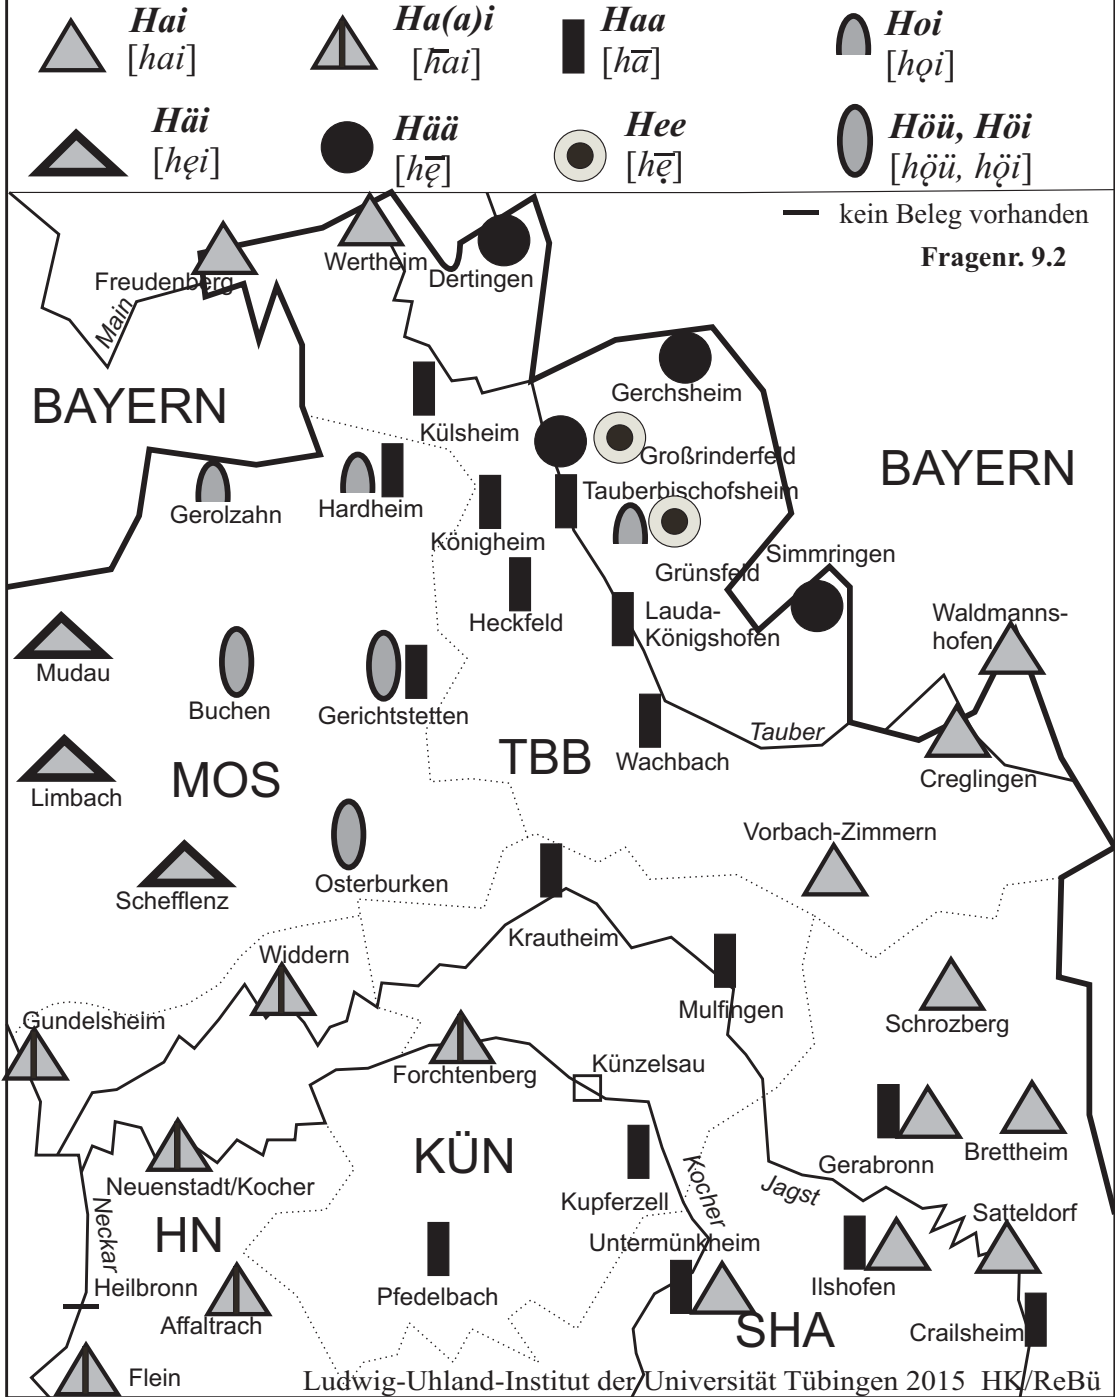 Hai Ha(a)i Haa Hoi
[hai] [h̄ai] [hā] [hǫi]
Häi Hää Hee Höü, Höi
[hęi] [hę̄] [hẹ̄] [hǫ̈ü, hǫ̈i]
kein Beleg vorhanden
Fragenr. 9.2
Wertheim
Dertingen
Freudenberg
Main
Gerchsheim
BAYERN
Külsheim
Großrinderfeld
BAYERN
Tauberbischofsheim
Gerolzahn
Hardheim
Königheim
Simmringen
Grünsfeld
Heckfeld
Lauda-
Königshofen
Waldmanns-
hofen
Mudau
Buchen
Gerichtstetten
Tauber
TBB
Wachbach
MOS
Creglingen
Limbach
Vorbach-Zimmern
Osterburken
Schefflenz
Krautheim
Widdern
Mulfingen
Gundelsheim
Schrozberg
Künzelsau
Forchtenberg
KÜN
Brettheim
Gerabronn
Neuenstadt/Kocher
Kocher
Jagst
Kupferzell
Neckar
HN
Satteldorf
Untermünkheim
Heilbronn
Ilshofen
Pfedelbach
Affaltrach
SHA
Crailsheim
Flein
Ludwig-Uhland-Institut der Universität Tübingen 2015 HK/ReBü